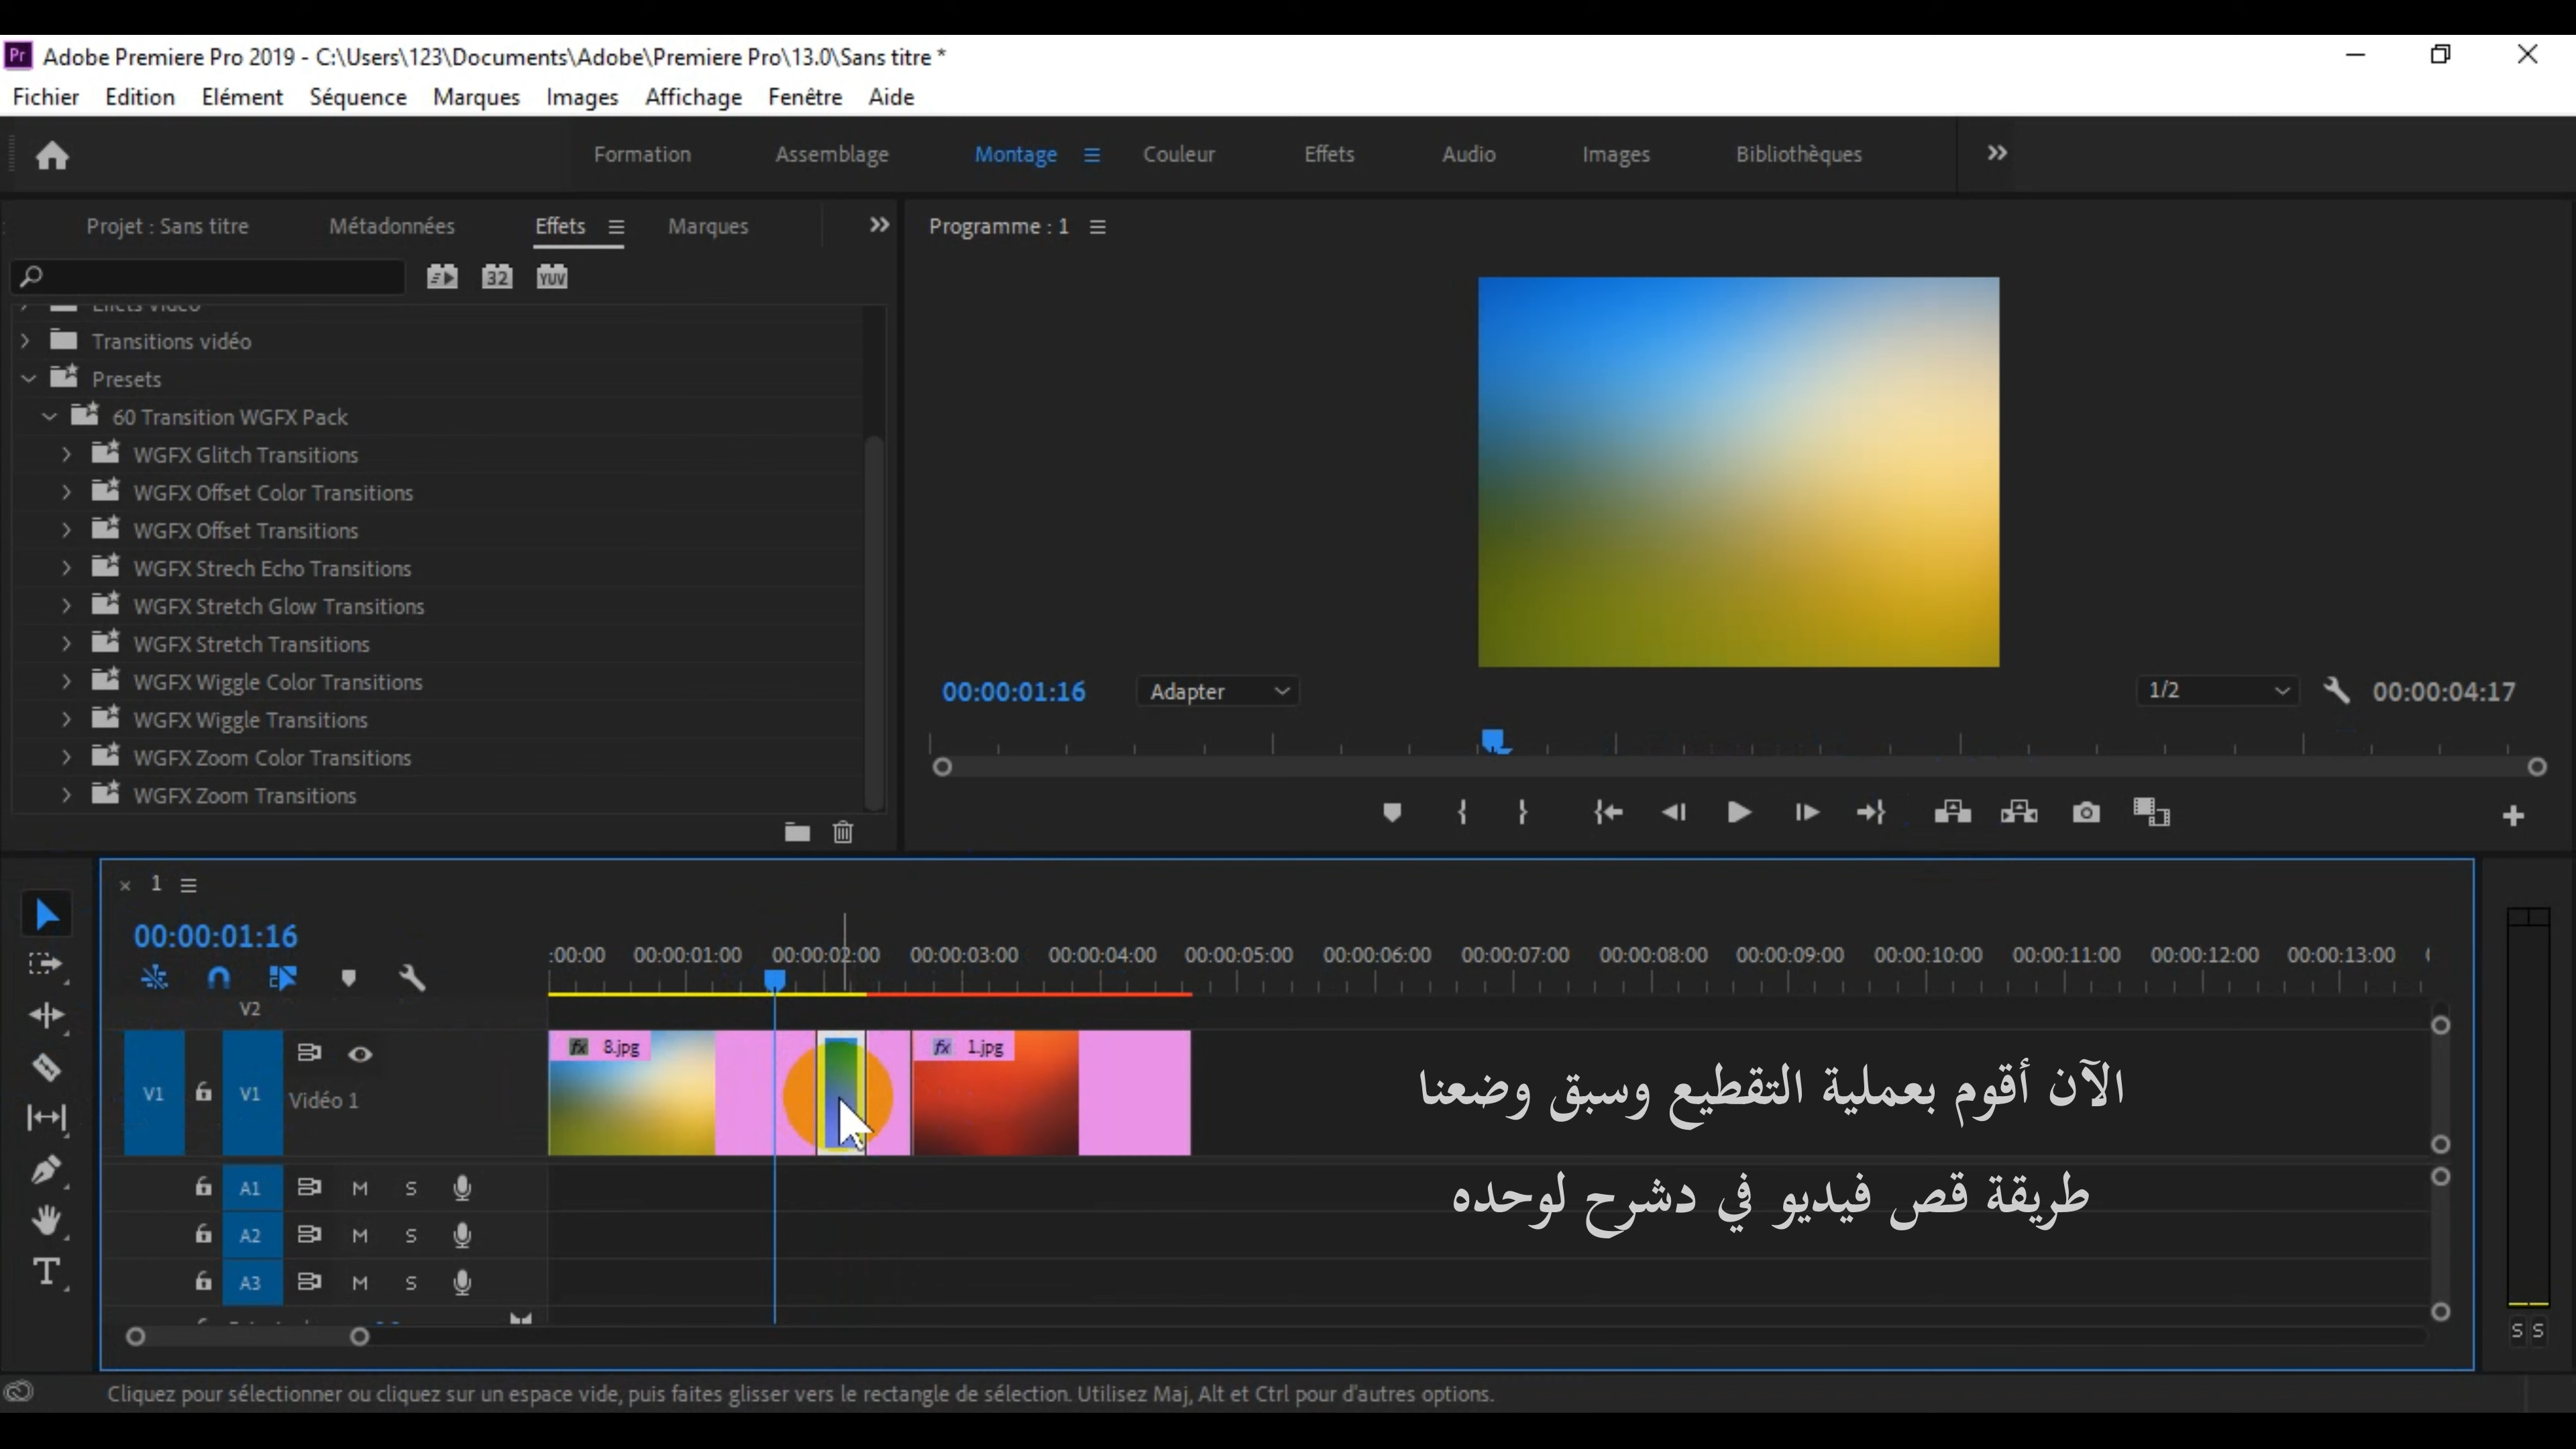 Pr Adobe Premiere Pro 2019 - C:\Users\123\Documents\Adobe\Premiere Pro\13.0\Sans titre *
Fichier Edition Elément Séquence Marques Images Affichage Fenêtre Aide
Formation Assemblage Montage Couleur Effets Audio Images Bibliothèques
Projet : Sans titre Métadonnées Effets Marques
Programme : 1
32 YUV
Effets vidéo
Transitions vidéo
Presets
60 Transition WGFX Pack
WGFX Glitch Transitions
WGFX Offset Color Transitions
WGFX Offset Transitions
WGFX Strech Echo Transitions
WGFX Stretch Glow Transitions
WGFX Stretch Transitions
WGFX Wiggle Color Transitions
WGFX Wiggle Transitions
WGFX Zoom Color Transitions
WGFX Zoom Transitions
00:00:01:16 Adapter 1/2 00:00:04:17
1
00:00:01:16
:00:00 00:00:01:00 00:00:02:00 00:00:03:00 00:00:04:00 00:00:05:00 00:00:06:00 00:00:07:00 00:00:08:00 00:00:09:00 00:00:10:00 00:00:11:00 00:00:12:00 00:00:13:00
V2
fx 8.jpg fx 1.jpg
V1 V1 Vidéo 1
الآن أقوم بعملية التقطيع وسبق وضعنا
طريقة قص فيديو في دشرح لوحده
A1 M S
A2 M S
A3 M S
S S
Cliquez pour sélectionner ou cliquez sur un espace vide, puis faites glisser vers le rectangle de sélection. Utilisez Maj, Alt et Ctrl pour d'autres options.